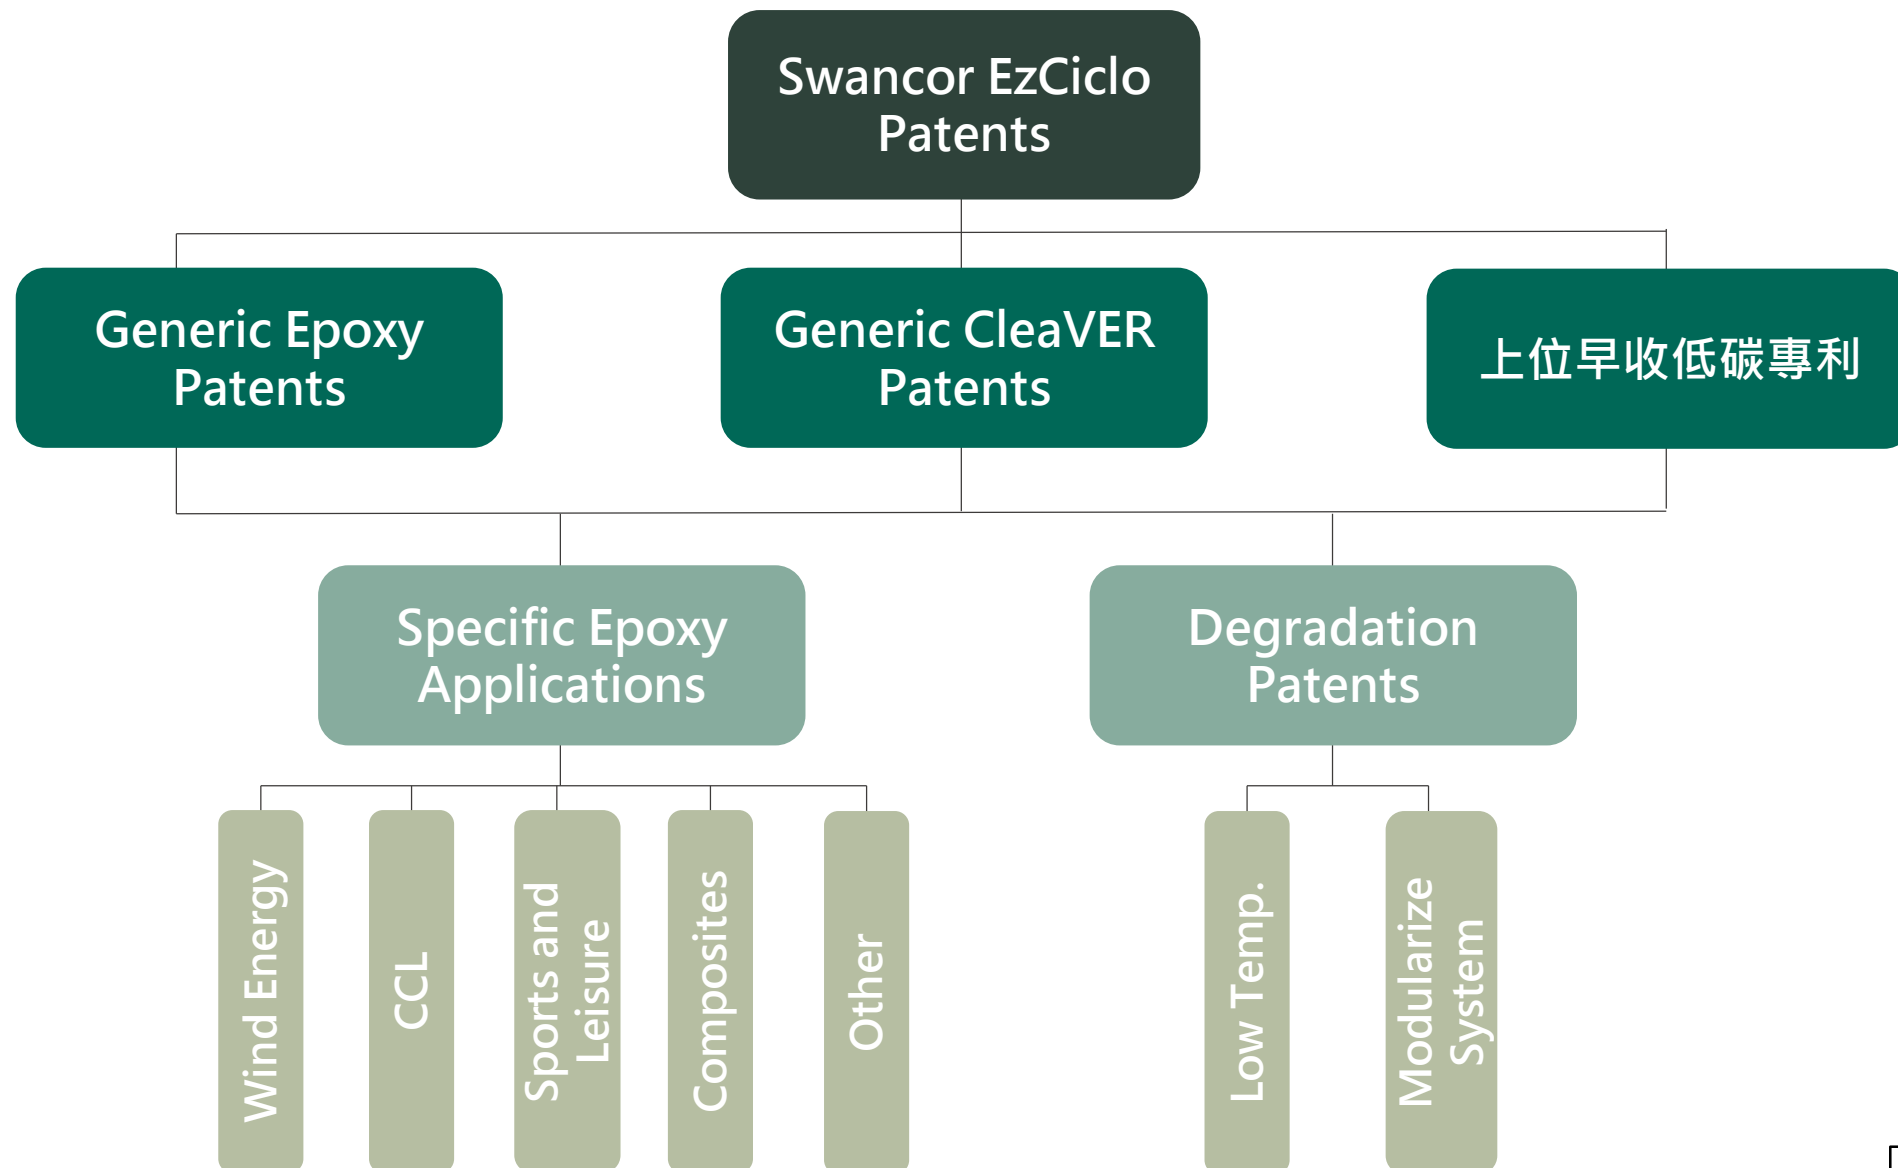 Swancor EzCiclo
Patents
Generic Epoxy
Patents
Generic CleaVER
Patents
上位早收低碳專利
Specific Epoxy
Applications
Degradation
Patents
Wind Energy
CCL
Sports and
Leisure
Composites
Other
Low Temp.
Modularize
System